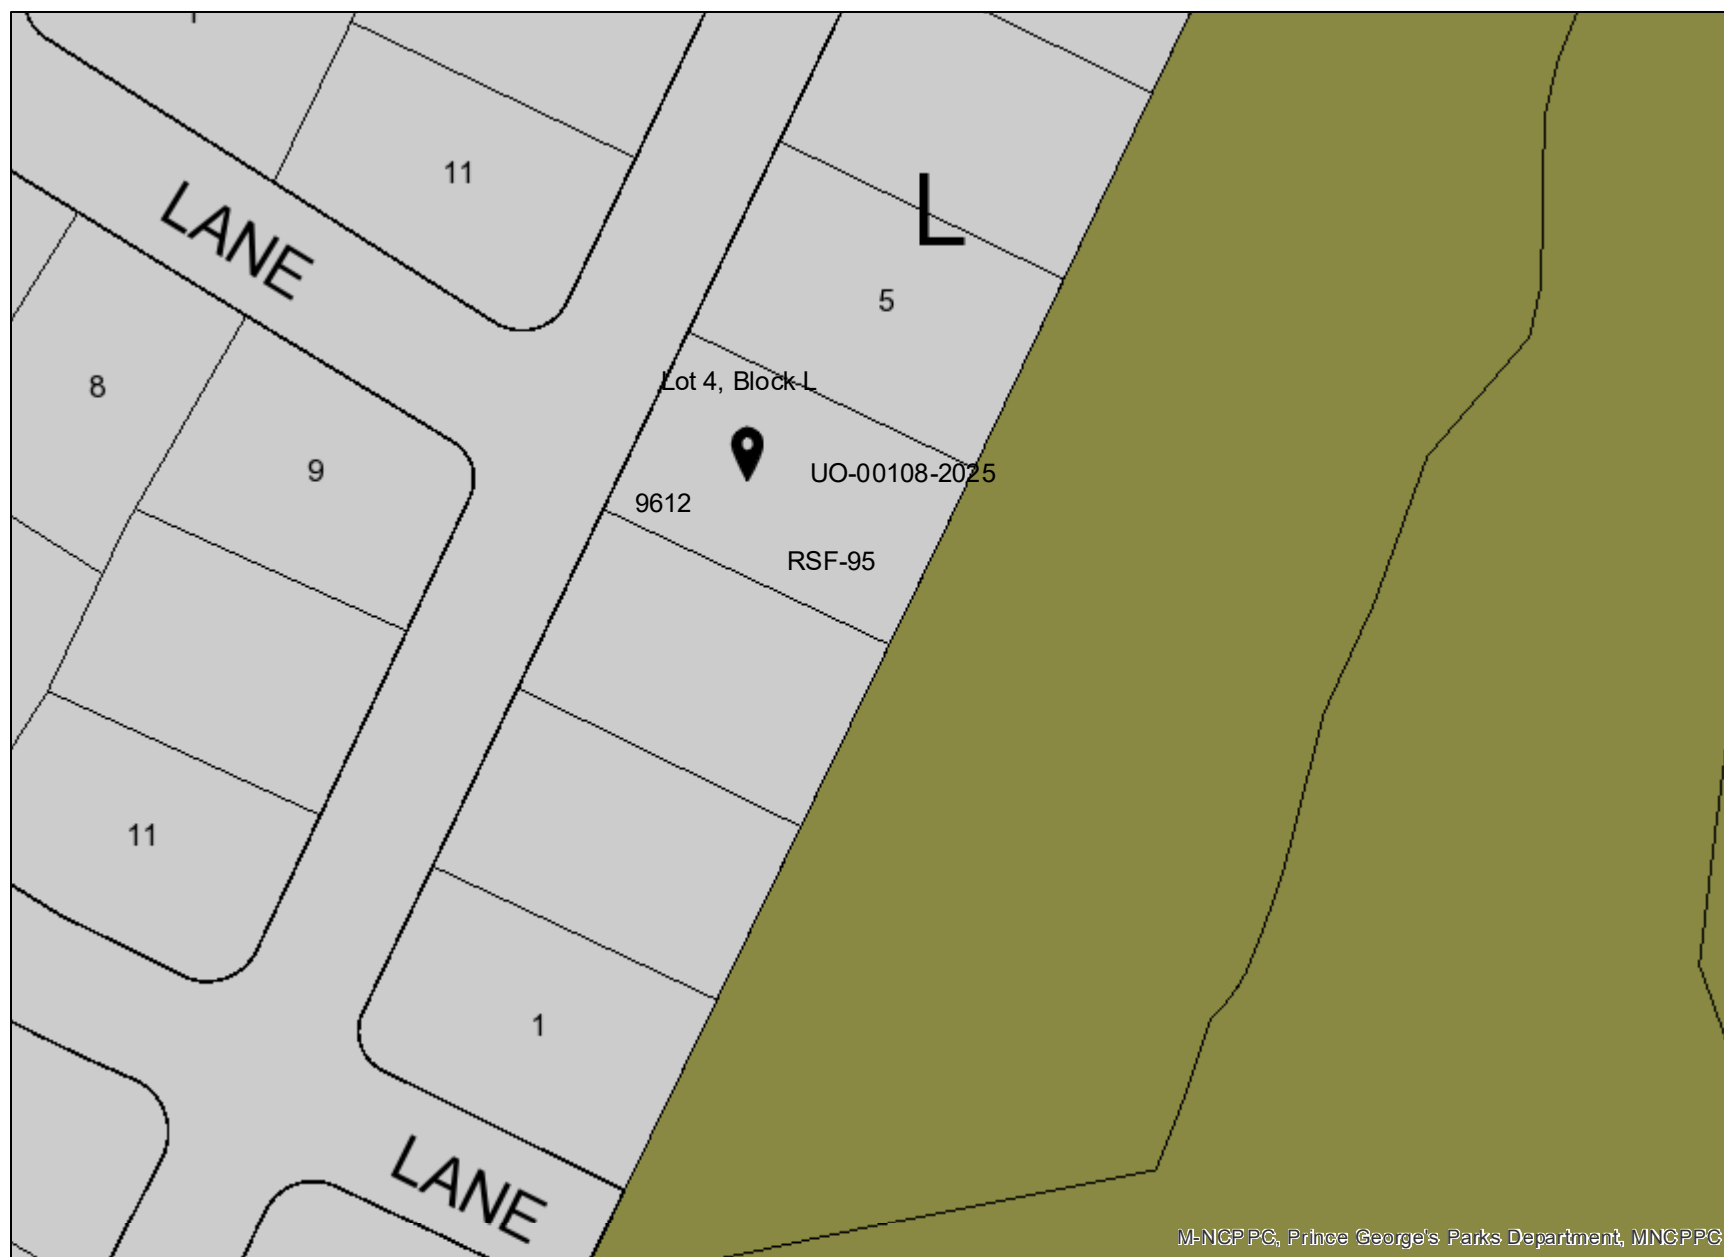 11
LANE
L
5
8
Lot 4, Block L
9
UO-00108-2025
9612
RSF-95
11
1
LANE
M-NCPPC, Prince George's Parks Department, MNCPPC